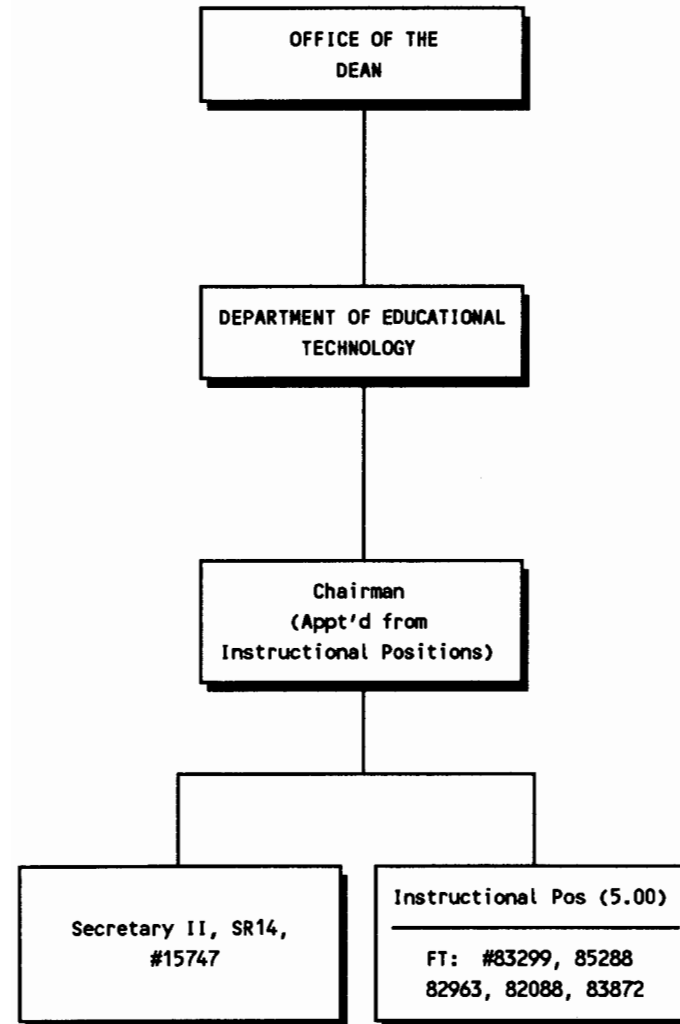 OFFICE OF THE
DEAN
DEPARTMENT OF EDUCATIONAL
TECHNOLOGY
Chairman
(Appt'd from
Instructional Positions)
Secretary II, SR14,
#15747
Instructional Pos (5.00)
FT: #83299, 85288
82963, 82088, 83872